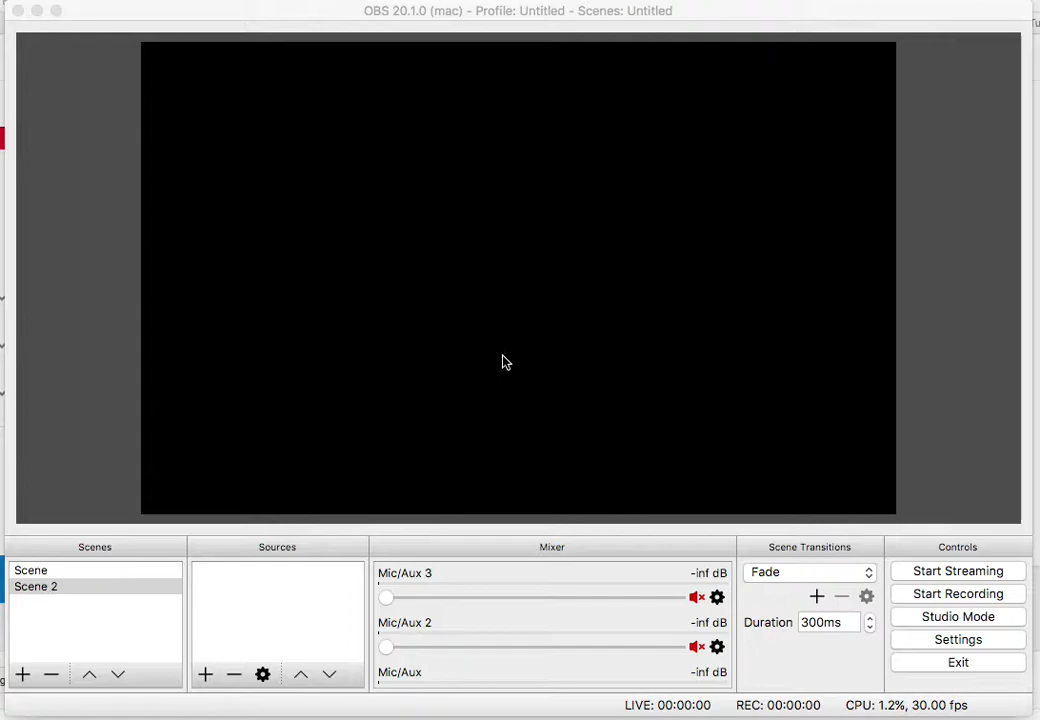 OBS 20.1.0 (mac) - Profile: Untitled - Scenes: Untitled
Scenes
Sources
Mixer
Scene Transitions
Controls
Scene
Scene 2
Mic/Aux 3
-inf dB
Mic/Aux 2
-inf dB
Mic/Aux
-inf dB
Fade
Duration
300ms
Start Streaming
Start Recording
Studio Mode
Settings
Exit
LIVE: 00:00:00
REC: 00:00:00
CPU: 1.2%, 30.00 fps